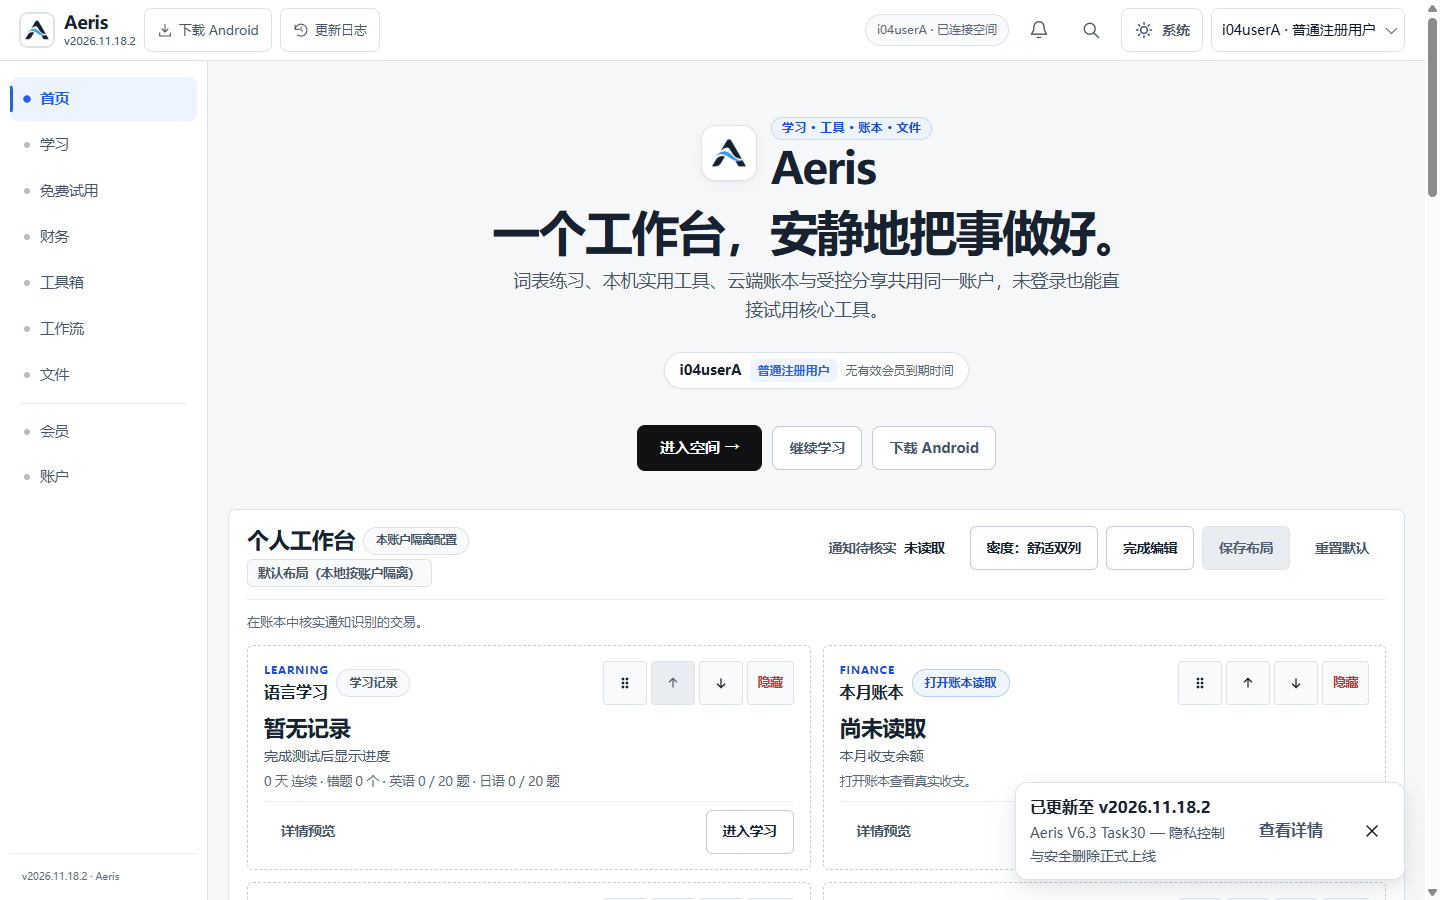 Aeris
v2026.11.18.2
下载 Android
更新日志
i04userA · 已连接空间
系统
i04userA · 普通注册用户
首页
学习
免费试用
财务
工具箱
工作流
文件
会员
账户
v2026.11.18.2 · Aeris
学习 • 工具 • 账本 • 文件
Aeris
一个工作台，安静地把事做好。
词表练习、本机实用工具、云端账本与受控分享共用同一账户，未登录也能直
接试用核心工具。
i04userA 普通注册用户 无有效会员到期时间
进入空间 →
继续学习
下载 Android
个人工作台 本账户隔离配置
默认布局（本地按账户隔离）
通知待核实 未读取
密度：舒适双列
完成编辑
保存布局
重置默认
在账本中核实通知识别的交易。
LEARNING
语言学习 学习记录
⠿ ↑ ↓ 隐藏
暂无记录
完成测试后显示进度
0 天 连续 · 错题 0 个 · 英语 0 / 20 题 · 日语 0 / 20 题
详情预览
进入学习
FINANCE
本月账本 打开账本读取
⠿ ↑ ↓ 隐藏
尚未读取
本月收支余额
打开账本查看真实收支。
详情预览
已更新至 v2026.11.18.2
Aeris V6.3 Task30 — 隐私控制
与安全删除正式上线
查看详情